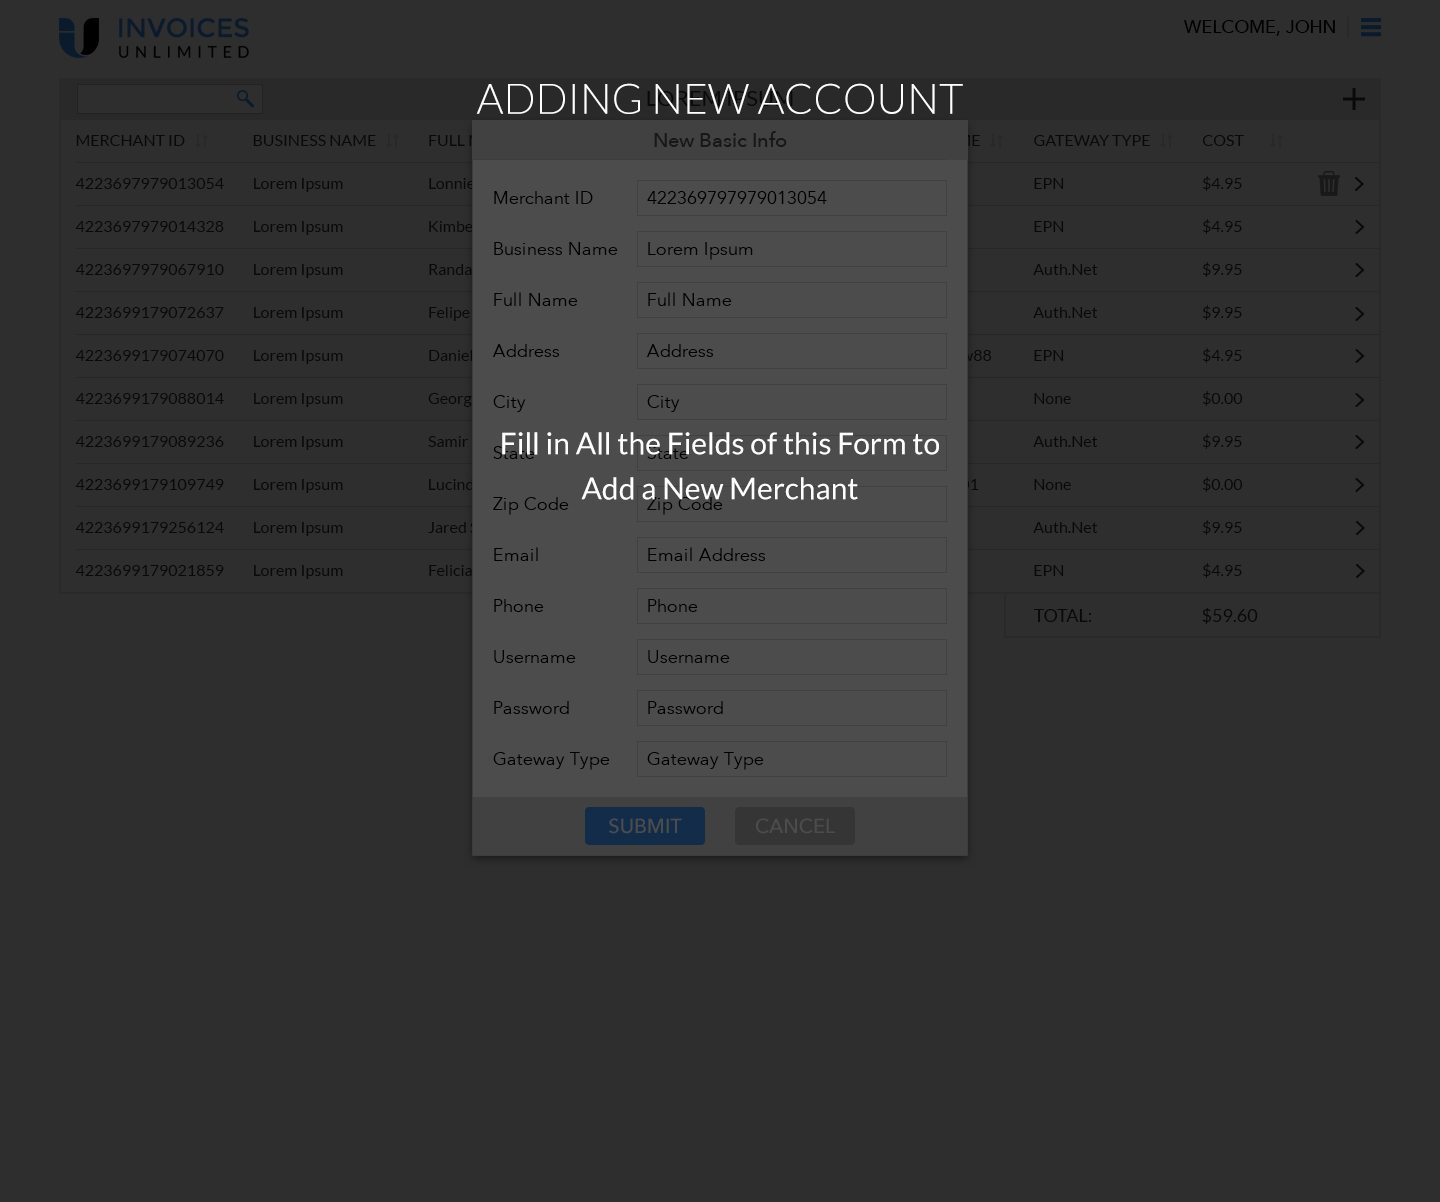 INVOICES
UNLIMITED
WELCOME, JOHN
ADDING NEW ACCOUNT
New Basic Info
MERCHANT ID BUSINESS NAME FULL GATEWAY TYPE COST
4223697979013054 Lorem Ipsum Lonnie EPN $4.95
4223697979014328 Lorem Ipsum Kimbe EPN $4.95
4223697979067910 Lorem Ipsum Randa Auth.Net $9.95
4223699179072637 Lorem Ipsum Felipe Auth.Net $9.95
4223699179074070 Lorem Ipsum Daniel w88 EPN $4.95
4223699179088014 Lorem Ipsum Georg None $0.00
4223699179089236 Lorem Ipsum Samir Auth.Net $9.95
4223699179109749 Lorem Ipsum Lucind 01 None $0.00
4223699179256124 Lorem Ipsum Jared Auth.Net $9.95
4223699179021859 Lorem Ipsum Felicia EPN $4.95
TOTAL: $59.60
Merchant ID 422369797979013054
Business Name Lorem Ipsum
Full Name Full Name
Address Address
City City
Fill in All the Fields of this Form to
State State
Add a New Merchant
Zip Code Zip Code
Email Email Address
Phone Phone
Username Username
Password Password
Gateway Type Gateway Type
SUBMIT CANCEL